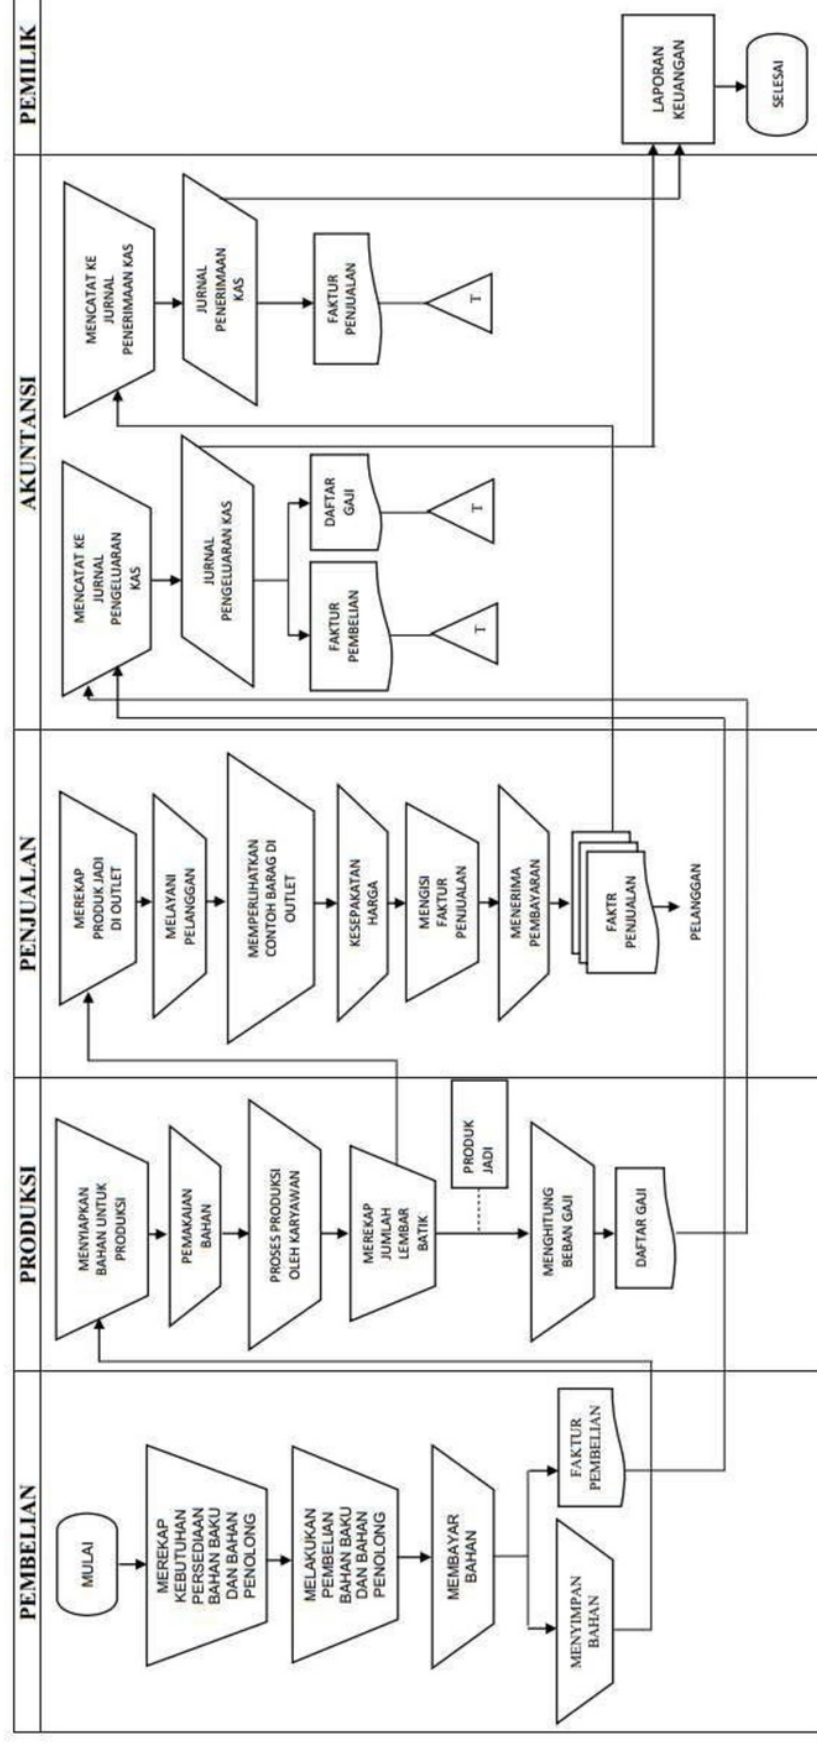 PEMBELIAN
MULAI
MEREKAP
KEBUTUHAN
PERSEDIAAN
BAHAN BAKU
DAN BAHAN
PENOLONG
MELAKUKAN
PEMBELIAN
BAHAN BAKU
DAN BAHAN
PENOLONG
MEMBAYAR
BAHAN
MENYIMPAN
BAHAN
FAKTUR
PEMBELIAN
PRODUKSI
MENYIAPKAN
BAHAN UNTUK
PRODUKSI
PEMAKAIAN
BAHAN
PROSES PRODUKSI
OLEH KARYAWAN
MEREKAP
JUMLAH
LEMBAR
BATIK
PRODUK
JADI
MENGHITUNG
BEBAN GAJI
DAFTAR GAJI
PENJUALAN
MEREKAP
PRODUK JADI
DI OUTLET
MELAYANI
PELANGGAN
MEMPERLIHATKAN
CONTOH BARAG DI
OUTLET
KESEPAKATAN
HARGA
MENGISI
FAKTUR
PENJUALAN
MENERIMA
PEMBAYARAN
FAKTR
PENJUALAN
PELANGGAN
AKUNTANSI
MENCATAT KE
JURNAL
PENGELUARAN
KAS
JURNAL
PENGELUARAN KAS
FAKTUR
PEMBELIAN
T
DAFTAR
GAJI
T
MENCATAT KE
JURNAL
PENERIMAAN KAS
JURNAL
PENERIMAAN
KAS
FAKTUR
PENJUALAN
T
PEMILIK
LAPORAN
KEUANGAN
SELESAI